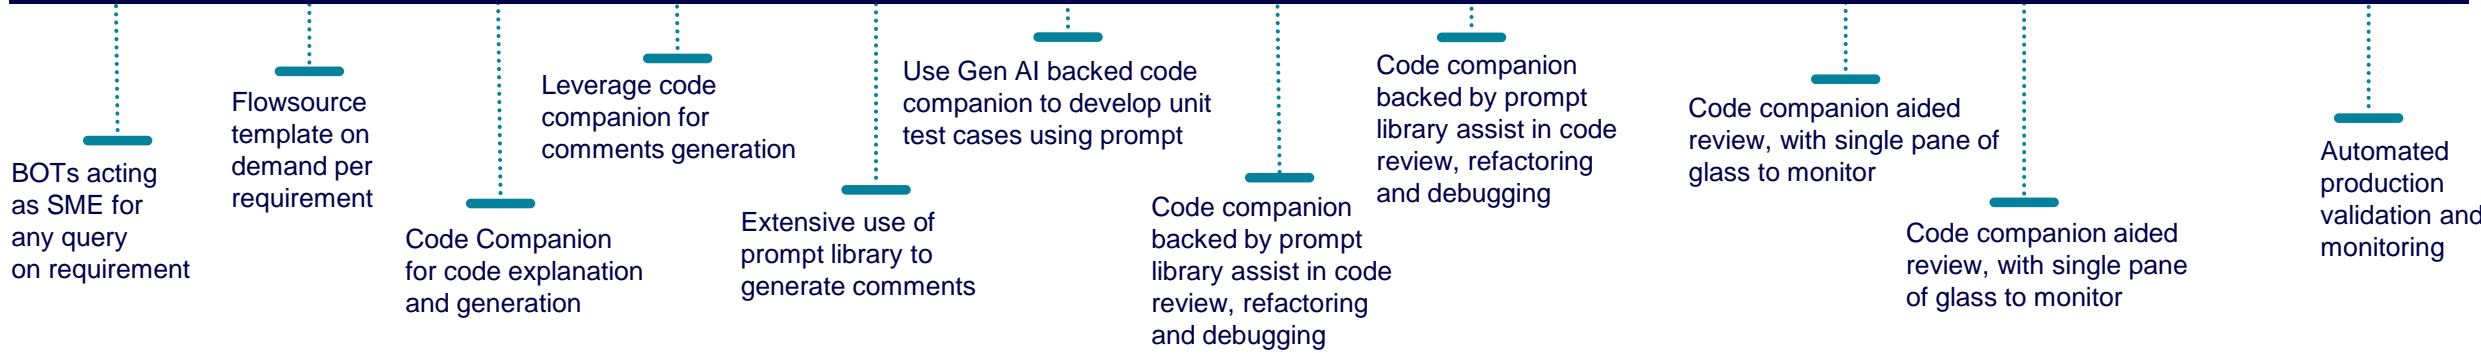 BOTs acting
as SME for
any query
on requirement
Flowsource
template on
demand per
requirement
Code Companion
for code explanation
and generation
Leverage code
companion for
comments generation
Extensive use of
prompt library to
generate comments
Use Gen AI backed code
companion to develop unit
test cases using prompt
Code companion
backed by prompt
library assist in code
review, refactoring
and debugging
Code companion
backed by prompt
library assist in code
review, refactoring
and debugging
Code companion aided
review, with single pane of
glass to monitor
Code companion aided
review, with single pane
of glass to monitor
Automated
production
validation and
monitoring